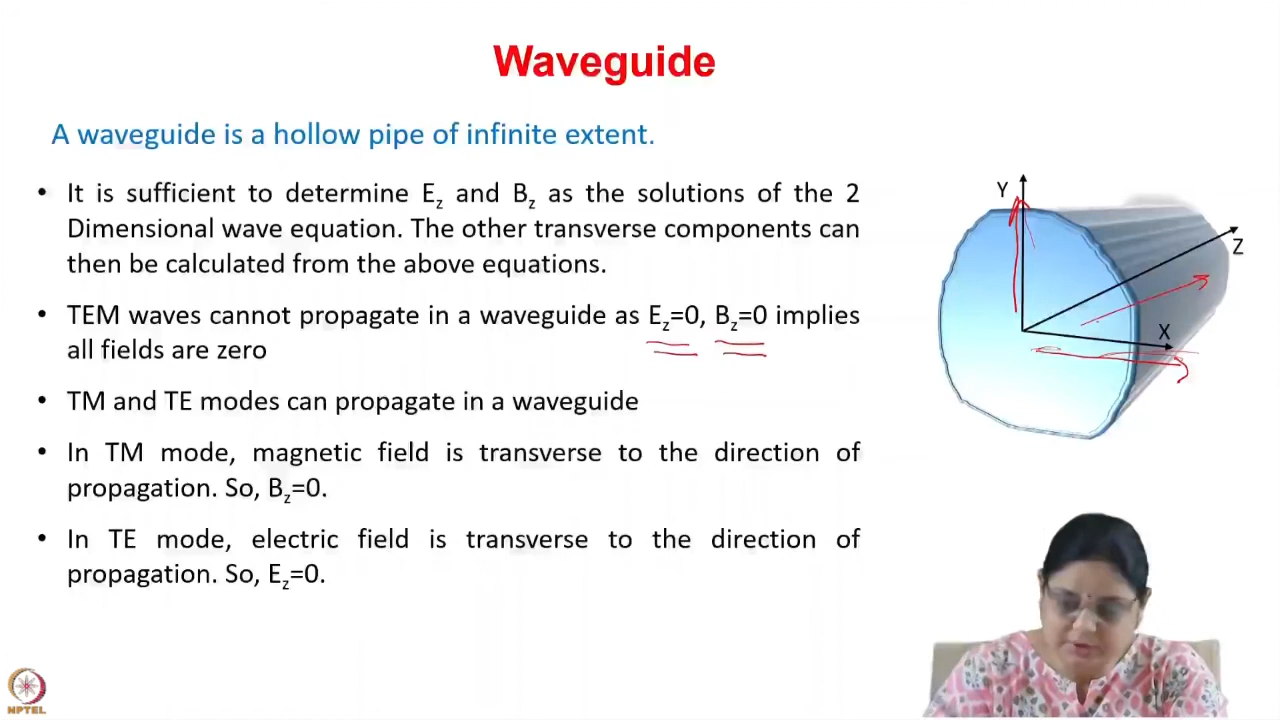 Waveguide
A waveguide is a hollow pipe of infinite extent.
• It is sufficient to determine Ez and Bz as the solutions of the 2
Dimensional wave equation. The other transverse components can
then be calculated from the above equations.
• TEM waves cannot propagate in a waveguide as Ez=0, Bz=0 implies
all fields are zero
• TM and TE modes can propagate in a waveguide
• In TM mode, magnetic field is transverse to the direction of
propagation. So, Bz=0.
• In TE mode, electric field is transverse to the direction of
propagation. So, Ez=0.
Y
Z
X
NPTEL